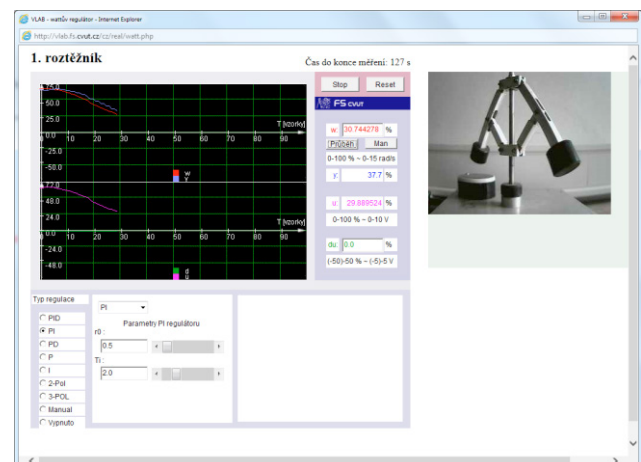 VLAB - wattův regulátor - Internet Explorer
http://vlab.fs.cvut.cz/cz/real/watt.php
1. roztěžník
Čas do konce měření: 127 s
Stop Reset
FS CVUT
w: 30.744278 %
Průběh Man
0-100 % ~ 0-15 rad/s
y: 37.7 %
u: 29.889524 %
0-100 % ~ 0-10 V
du: 0.0 %
(-50)-50 % ~ (-5)-5 V
75.0
50.0
25.0
T [vzorky]
0.0 10 20 30 40 50 60 70 80 90
-25.0
-50.0
w
Y
48.0
24.0
T [vzorky]
0.0 10 20 30 40 50 60 70 80 90
-24.0
-48.0
d
Typ regulace
PID
PI
PD
P
I
2-Pol
3-POL
Manual
Vypnuto
PI
Parametry PI regulátoru
r0 :
0.5
Ti :
2.0